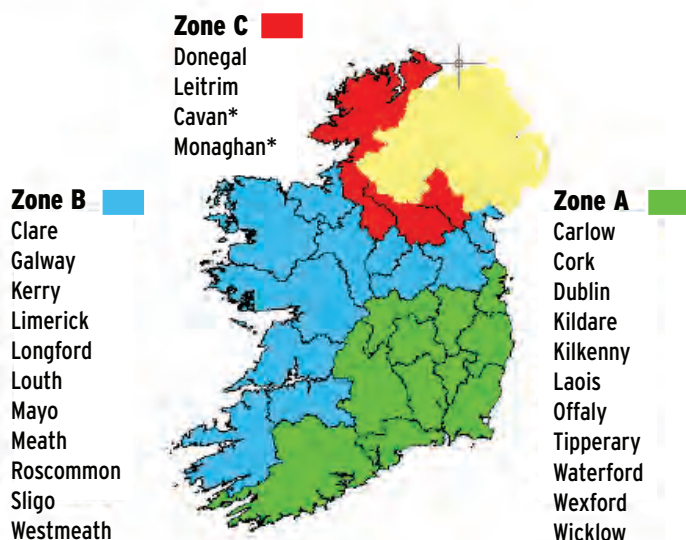 Zone C
Donegal
Leitrim
Cavan*
Monaghan*
Zone B
Clare
Galway
Kerry
Limerick
Longford
Louth
Mayo
Meath
Roscommon
Sligo
Westmeath
Zone A
Carlow
Cork
Dublin
Kildare
Kilkenny
Laois
Offaly
Tipperary
Waterford
Wexford
Wicklow